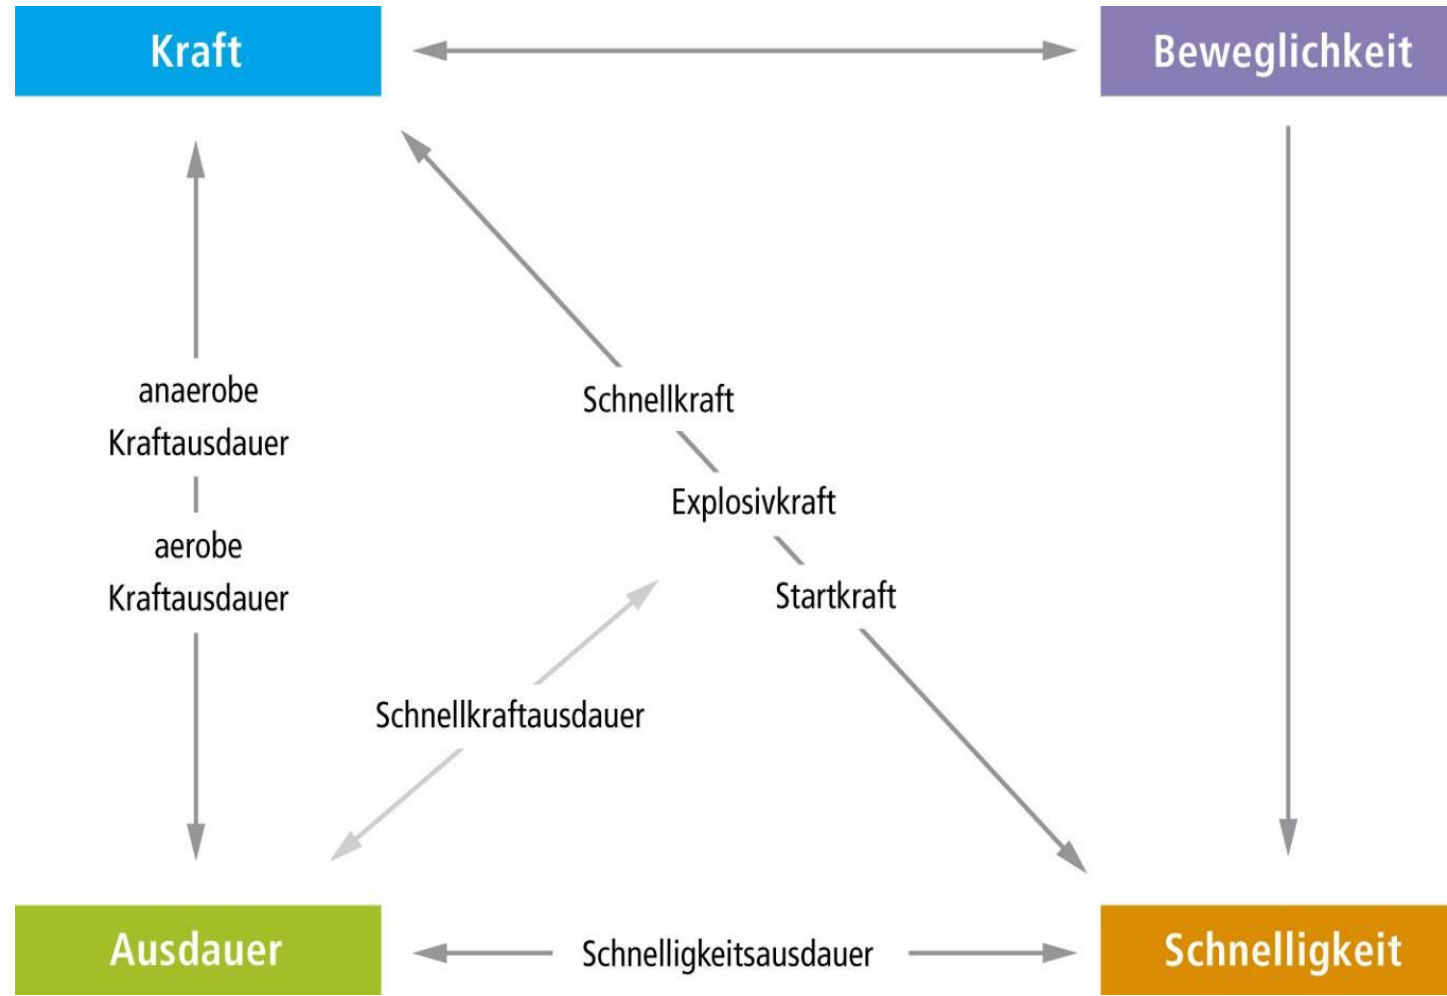 Kraft
Beweglichkeit
anaerobe
Kraftausdauer
Schnellkraft
Explosivkraft
aerobe
Kraftausdauer
Startkraft
Schnellkraftausdauer
Ausdauer
Schnelligkeitsausdauer
Schnelligkeit